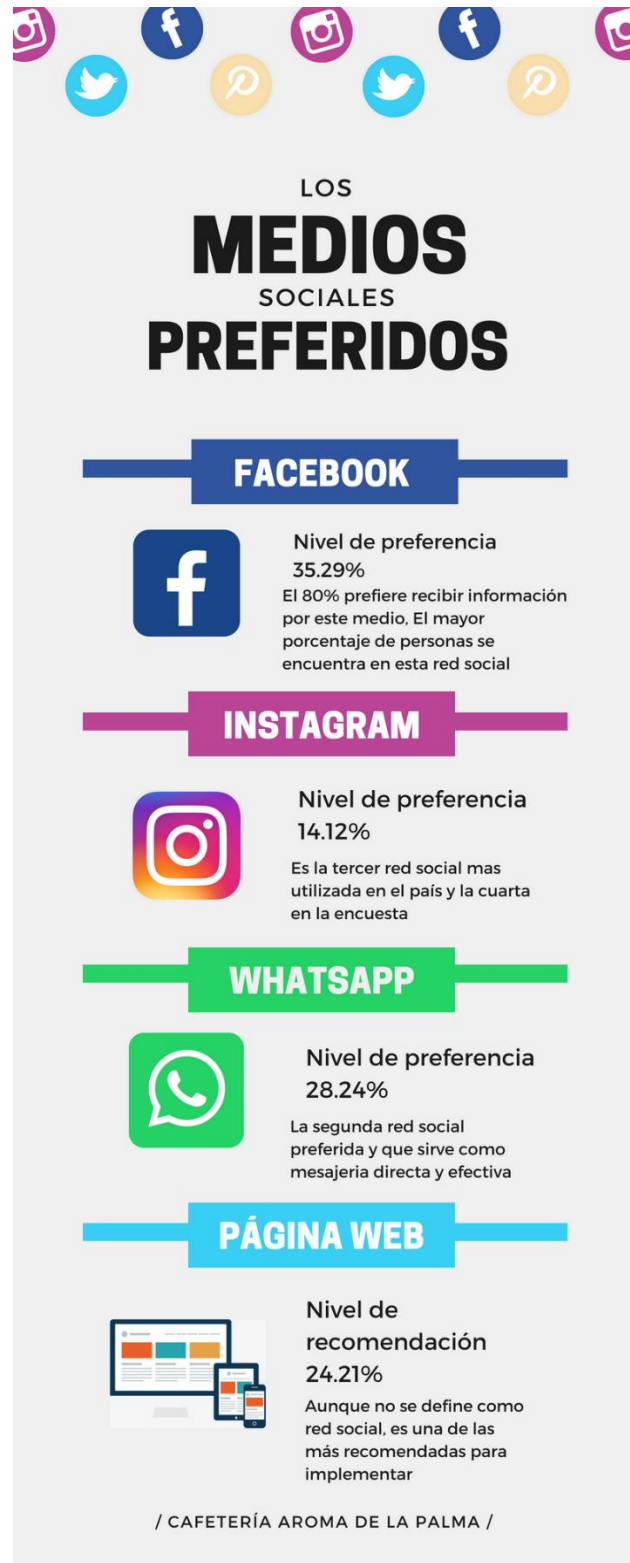 LOS
MEDIOS
SOCIALES
PREFERIDOS
FACEBOOK
Nivel de preferencia
35.29%
El 80% prefiere recibir información
por este medio, El mayor
porcentaje de personas se
encuentra en esta red social
INSTAGRAM
Nivel de preferencia
14.12%
Es la tercer red social mas
utilizada en el país y la cuarta
en la encuesta
WHATSAPP
Nivel de preferencia
28.24%
La segunda red social
preferida y que sirve como
mesajeria directa y efectiva
PÁGINA WEB
Nivel de
recomendación
24.21%
Aunque no se define como
red social, es una de las
más recomendadas para
implementar
/ CAFETERÍA AROMA DE LA PALMA /